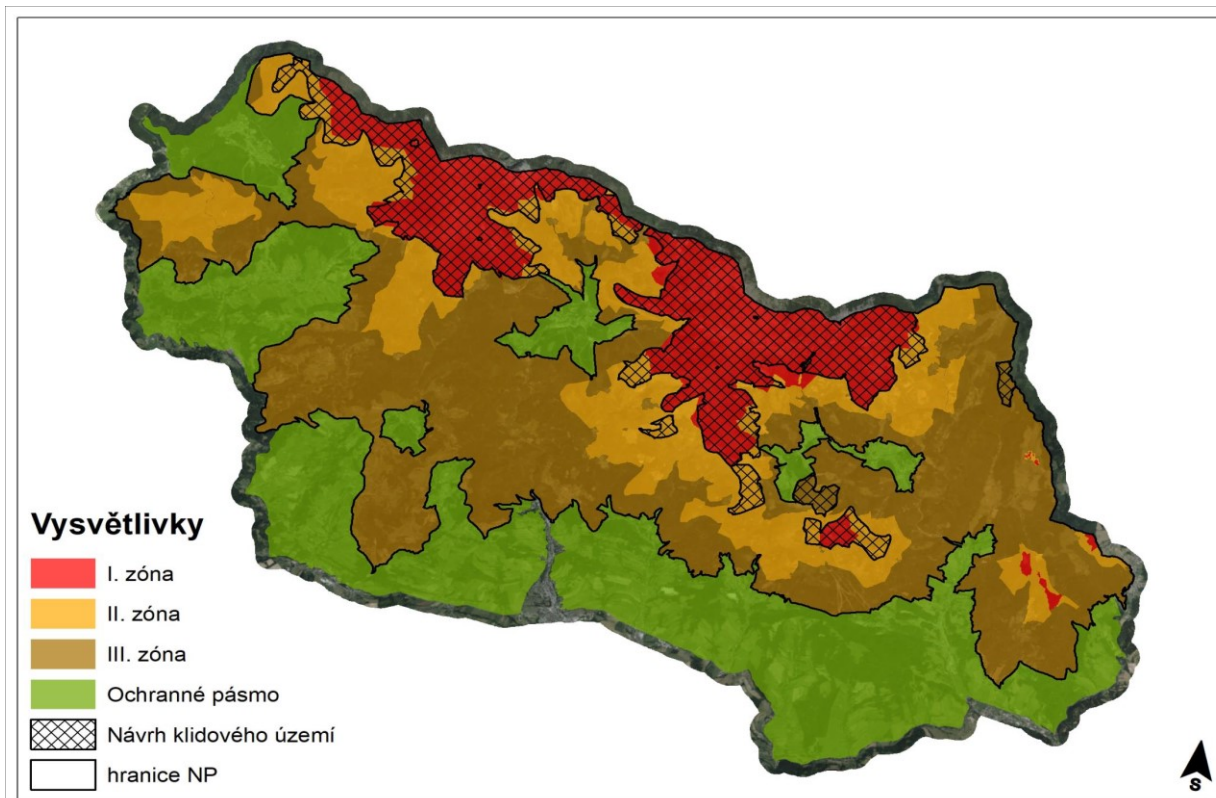 Vysvětlivky
I. zóna
II. zóna
III. zóna
Ochranné pásmo
Návrh klidového území
hranice NP
S